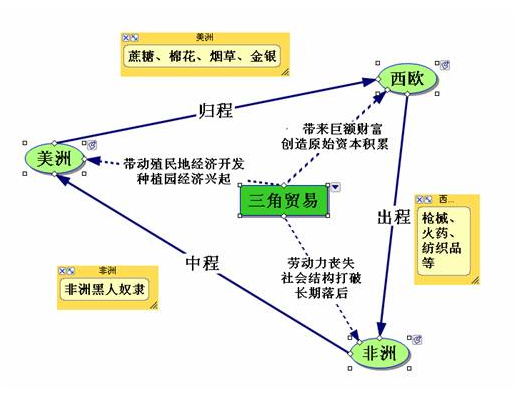 美洲
蔗糖、棉花、烟草、金银
西欧
归程
带来巨额财富
创造原始资本积累
美洲
带动殖民地经济开发
种植园经济兴起
三角贸易
西...
枪械、
火药、
纺织品
等
出程
中程
劳动力丧失
社会结构打破
长期落后
非洲
非洲黑人奴隶
非洲